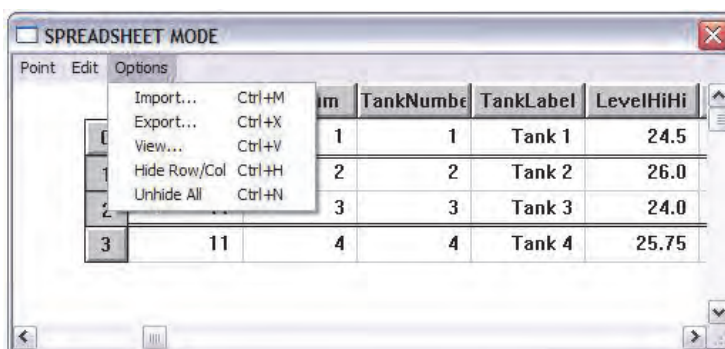 SPREADSHEET MODE
Point Edit Options
Import... Ctrl+M
Export... Ctrl+X
View... Ctrl+V
Hide Row/Col Ctrl+H
Unhide All Ctrl+N
TankNumbe TankLabel LevelHiHi
1 1 Tank 1 24.5
2 2 Tank 2 26.0
2 3 3 Tank 3 24.0
3 11 4 4 Tank 4 25.75